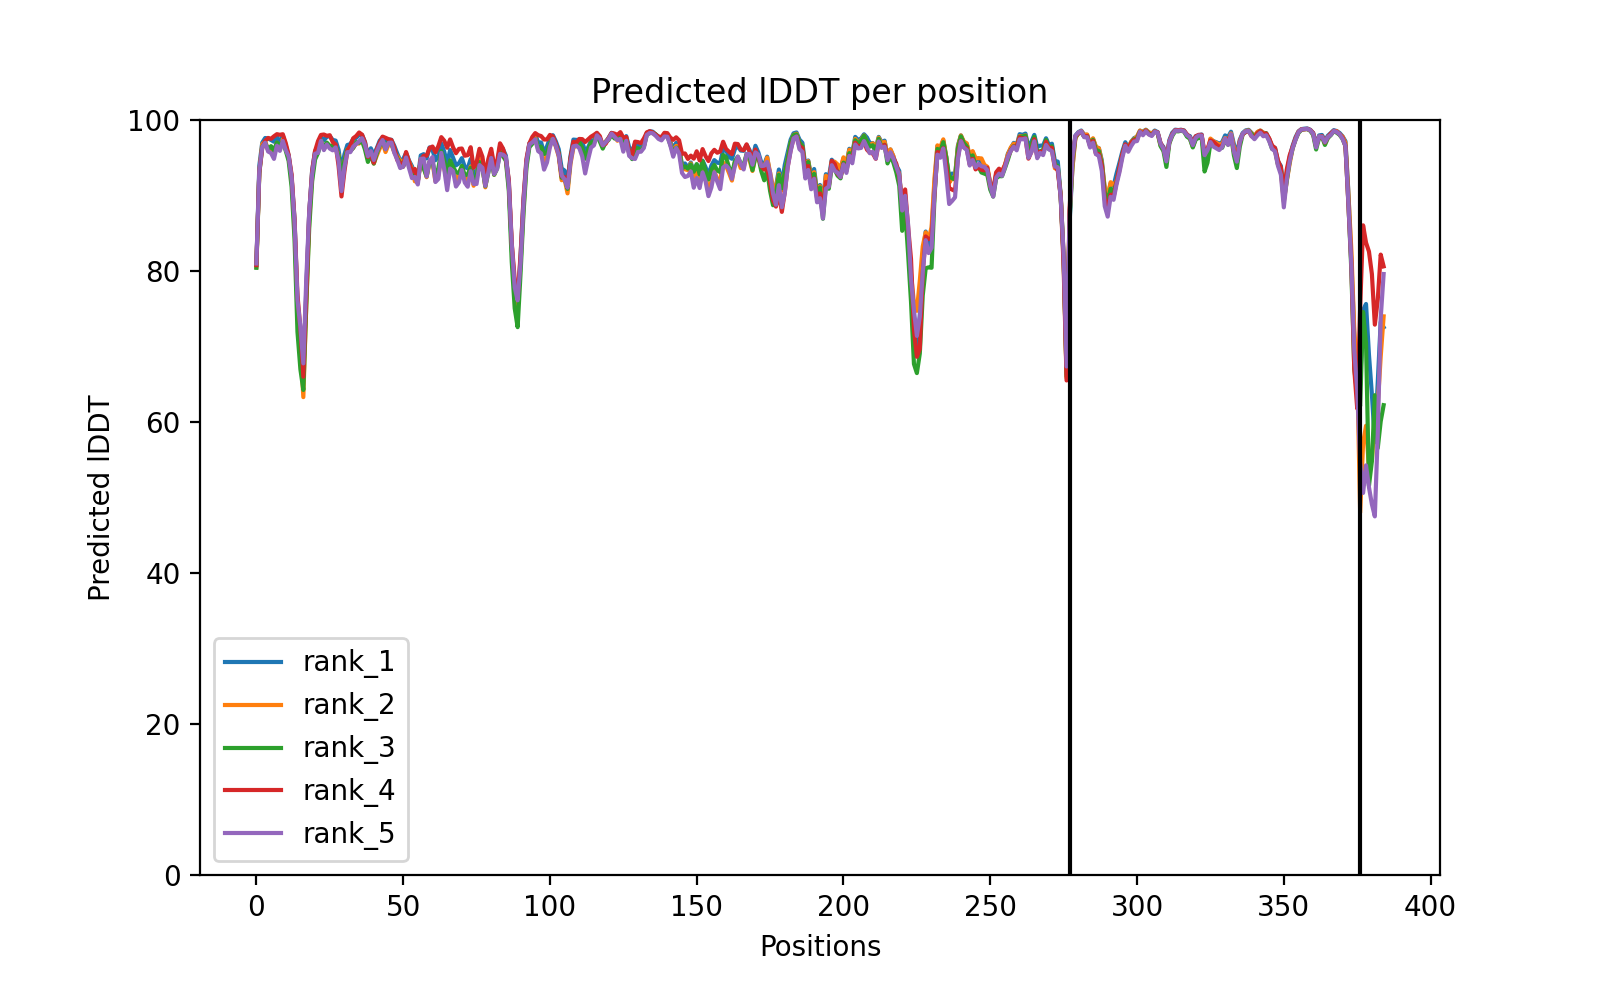 Predicted lDDT per position
100
80
60
40
20
0
Predicted lDDT
rank_1
rank_2
rank_3
rank_4
rank_5
0 50 100 150 200 250 300 350 400
Positions